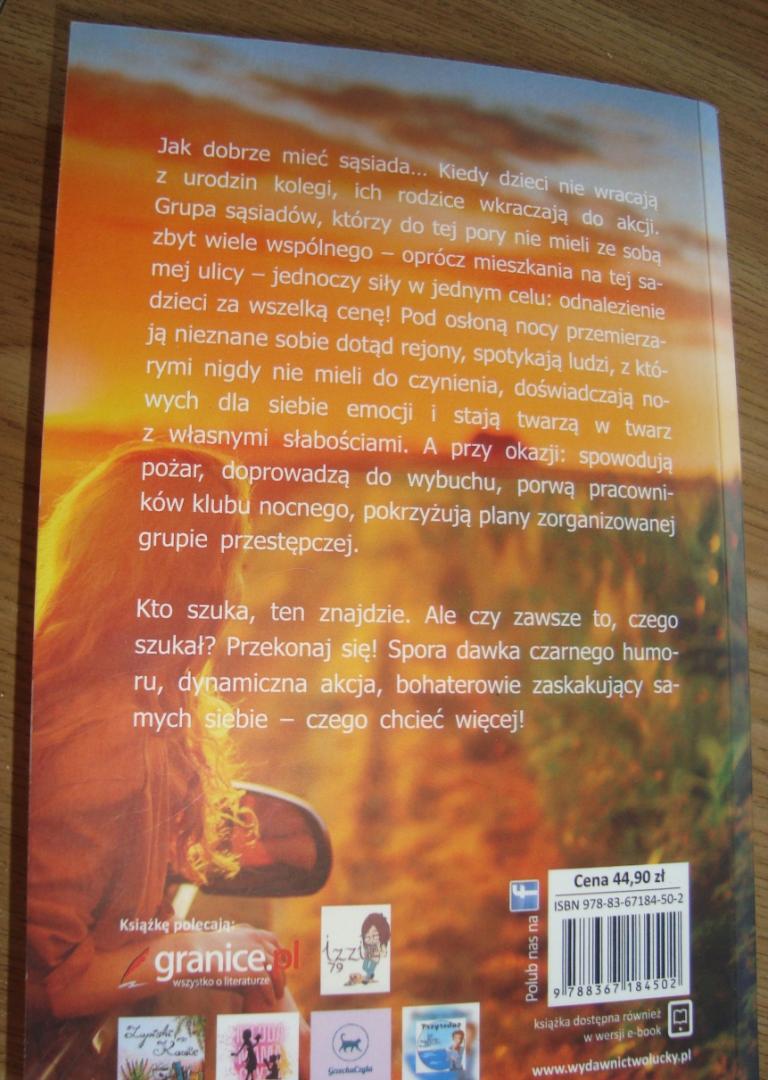 Jak dobrze mieć sąsiada... Kiedy dzieci nie wracają
z urodzin kolegi, ich rodzice wkraczają do akcji.
Grupa sąsiadów, którzy do tej pory nie mieli ze sobą
zbyt wiele wspólnego – oprócz mieszkania na tej sa-
mej ulicy – jednoczy siły w jednym celu: odnalezienie
dzieci za wszelką cenę! Pod osłoną nocy przemierza-
ją nieznane sobie dotąd rejony, spotykają ludzi, z któ-
rymi nigdy nie mieli do czynienia, doświadczają no-
wych dla siebie emocji i stają twarzą w twarz
z własnymi słabościami. A przy okazji: spowodują
pożar, doprowadzą do wybuchu, porwą pracowni-
ków klubu nocnego, pokrzyżują plany zorganizowanej
grupie przestępczej.
Kto szuka, ten znajdzie. Ale czy zawsze to, czego
szukał? Przekonaj się! Spora dawka czarnego humo-
ru, dynamiczna akcja, bohaterowie zaskakujący sa-
mych siebie – czego chcieć więcej!
Książkę polecają:
granice.pl
wszystko o literaturze
izzi
79
GrzechuCzyta
Polub nas na f
Cena 44,90 zł
ISBN 978-83-67184-50-2
9 788367 184502
książka dostępna również
w wersji e-book
www.wydawnictwolucky.pl